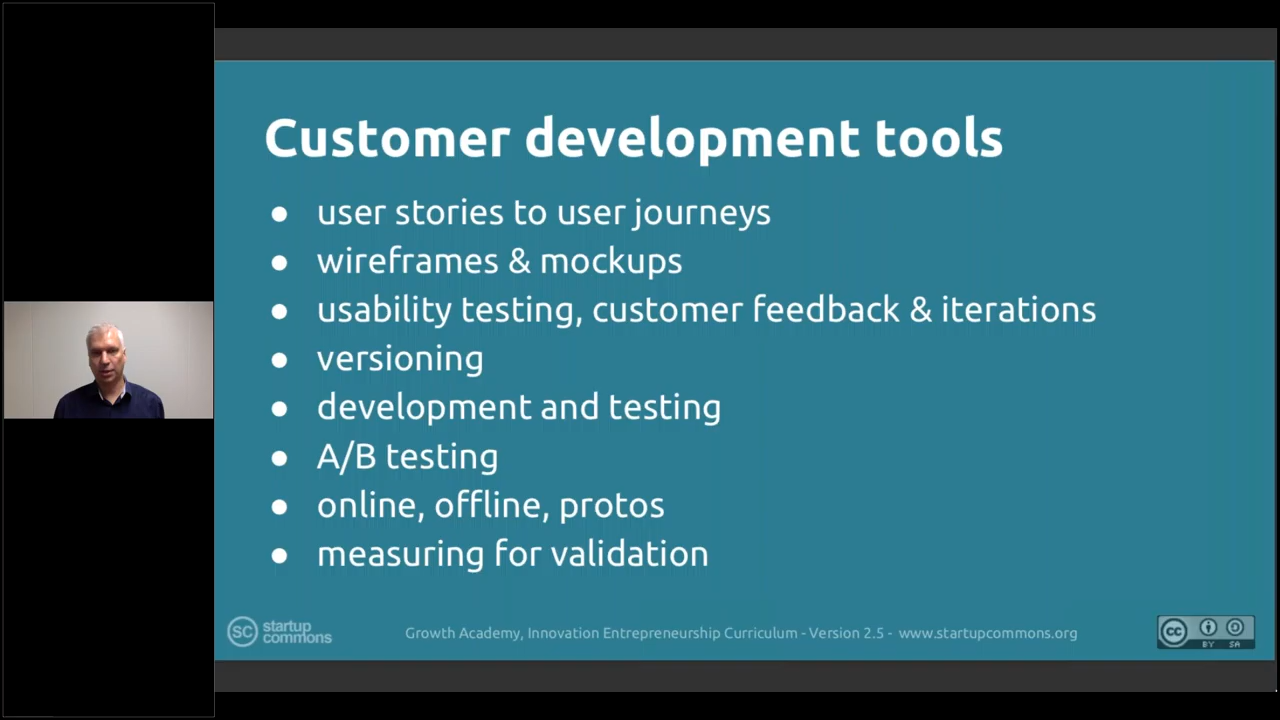 Customer development tools
● user stories to user journeys
● wireframes & mockups
● usability testing, customer feedback & iterations
● versioning
● development and testing
● A/B testing
● online, offline, protos
● measuring for validation
SC startup commons
Growth Academy, Innovation Entrepreneurship Curriculum - Version 2.5 - www.startupcommons.org
cc BY SA